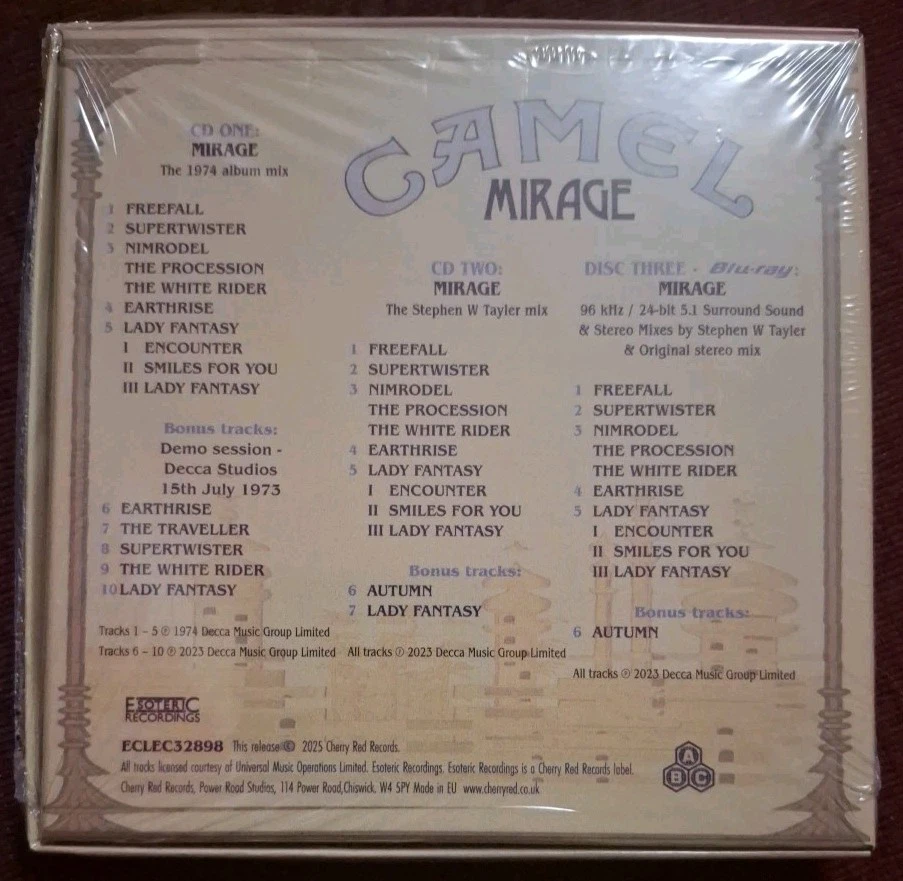 CAMEL
MIRAGE
CD ONE:
MIRAGE
The 1974 album mix
1 FREEFALL
2 SUPERTWISTER
3 NIMRODEL
THE PROCESSION
THE WHITE RIDER
4 EARTHRISE
5 LADY FANTASY
I ENCOUNTER
II SMILES FOR YOU
III LADY FANTASY
Bonus tracks:
Demo session -
Decca Studios
15th July 1973
6 EARTHRISE
7 THE TRAVELLER
8 SUPERTWISTER
9 THE WHITE RIDER
10 LADY FANTASY
Tracks 1 – 5 ℗ 1974 Decca Music Group Limited
Tracks 6 – 10 ℗ 2023 Decca Music Group Limited
CD TWO:
MIRAGE
The Stephen W Tayler mix
1 FREEFALL
2 SUPERTWISTER
3 NIMRODEL
THE PROCESSION
THE WHITE RIDER
4 EARTHRISE
5 LADY FANTASY
I ENCOUNTER
II SMILES FOR YOU
III LADY FANTASY
Bonus tracks:
6 AUTUMN
7 LADY FANTASY
All tracks ℗ 2023 Decca Music Group Limited
DISC THREE - Blu-ray:
MIRAGE
96 kHz / 24-bit 5.1 Surround Sound
& Stereo Mixes by Stephen W Tayler
& Original stereo mix
1 FREEFALL
2 SUPERTWISTER
3 NIMRODEL
THE PROCESSION
THE WHITE RIDER
4 EARTHRISE
5 LADY FANTASY
I ENCOUNTER
II SMILES FOR YOU
III LADY FANTASY
Bonus tracks:
6 AUTUMN
All tracks ℗ 2023 Decca Music Group Limited
ESOTERIC
RECORDINGS
ECLEC32898 This release © 2025 Cherry Red Records.
All tracks licensed courtesy of Universal Music Operations Limited. Esoteric Recordings. Esoteric Recordings is a Cherry Red Records label.
Cherry Red Records, Power Road Studios, 114 Power Road,Chiswick. W4 5PY Made in EU www.cherryred.co.uk
A
B C